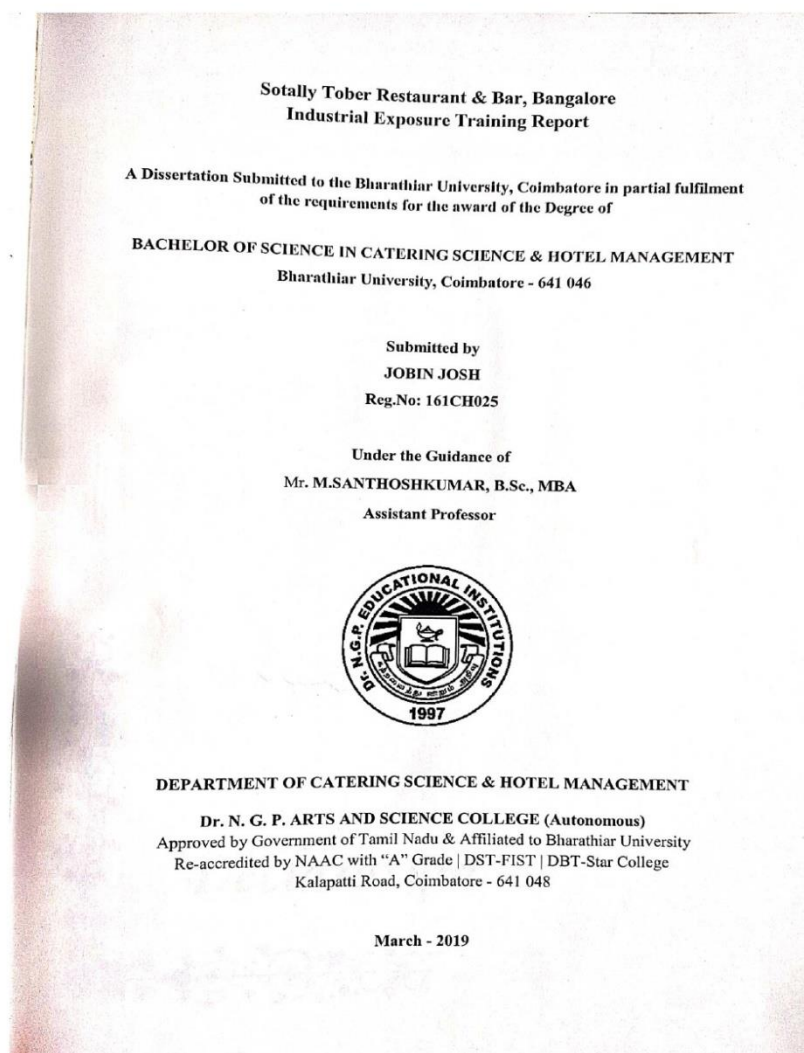 Sotally Tober Restaurant & Bar, Bangalore
Industrial Exposure Training Report
A Dissertation Submitted to the Bharathiar University, Coimbatore in partial fulfilment
of the requirements for the award of the Degree of
BACHELOR OF SCIENCE IN CATERING SCIENCE & HOTEL MANAGEMENT
Bharathiar University, Coimbatore - 641 046
Submitted by
JOBIN JOSH
Reg.No: 161CH025
Under the Guidance of
Mr. M.SANTHOSHKUMAR, B.Sc., MBA
Assistant Professor
Dr. N.G.P. EDUCATIONAL INSTITUTIONS
1997
DEPARTMENT OF CATERING SCIENCE & HOTEL MANAGEMENT
Dr. N. G. P. ARTS AND SCIENCE COLLEGE (Autonomous)
Approved by Government of Tamil Nadu & Affiliated to Bharathiar University
Re-accredited by NAAC with “A” Grade | DST-FIST | DBT-Star College
Kalapatti Road, Coimbatore - 641 048
March - 2019